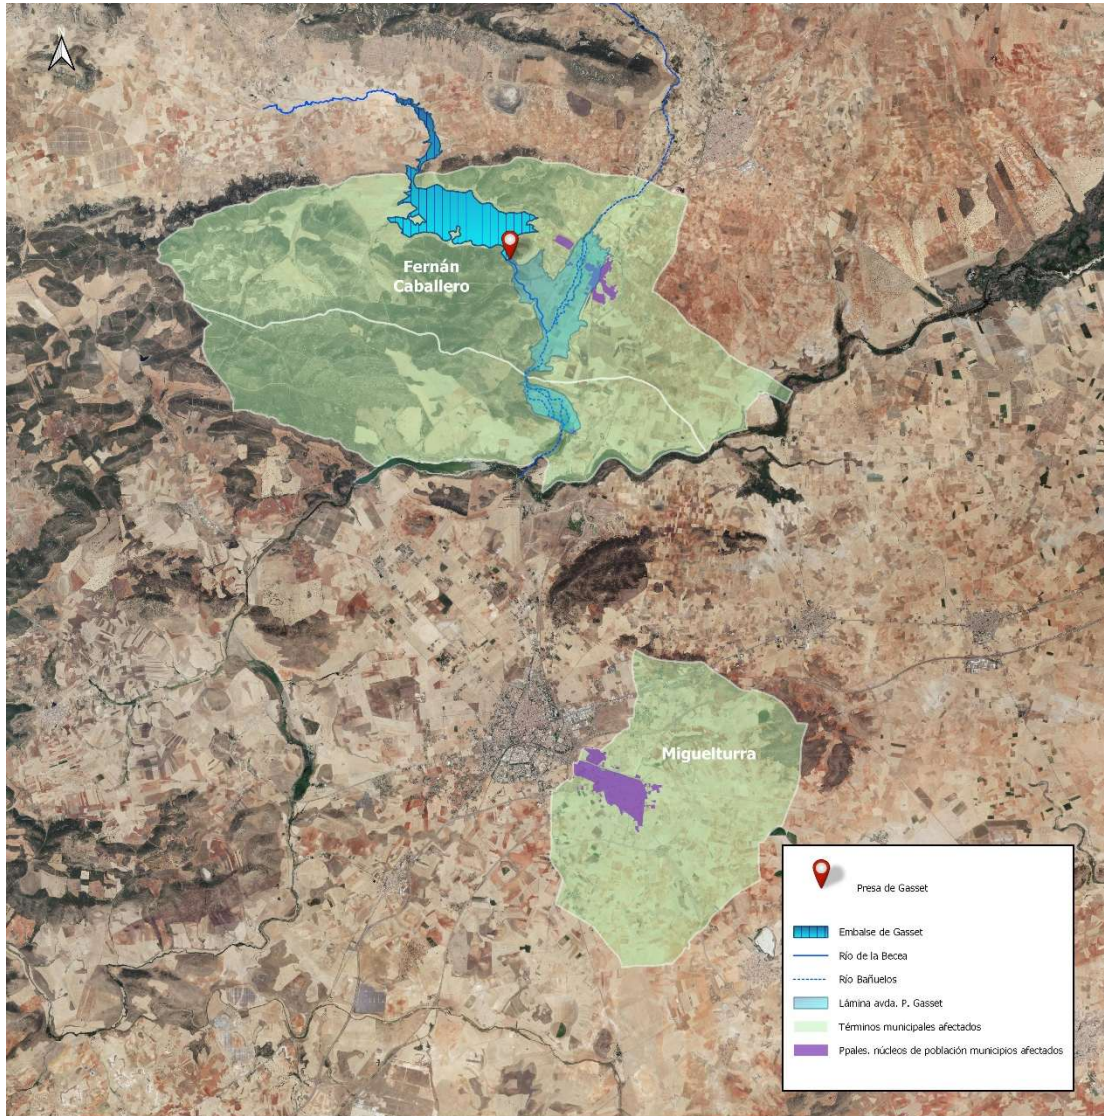 Fernán
Caballero
Miguelturra
Presa de Gasset
Embalse de Gasset
Río de la Becea
Río Bañuelos
Lámina avda. P. Gasset
Términos municipales afectados
Ppales. núcleos de población municipios afectados